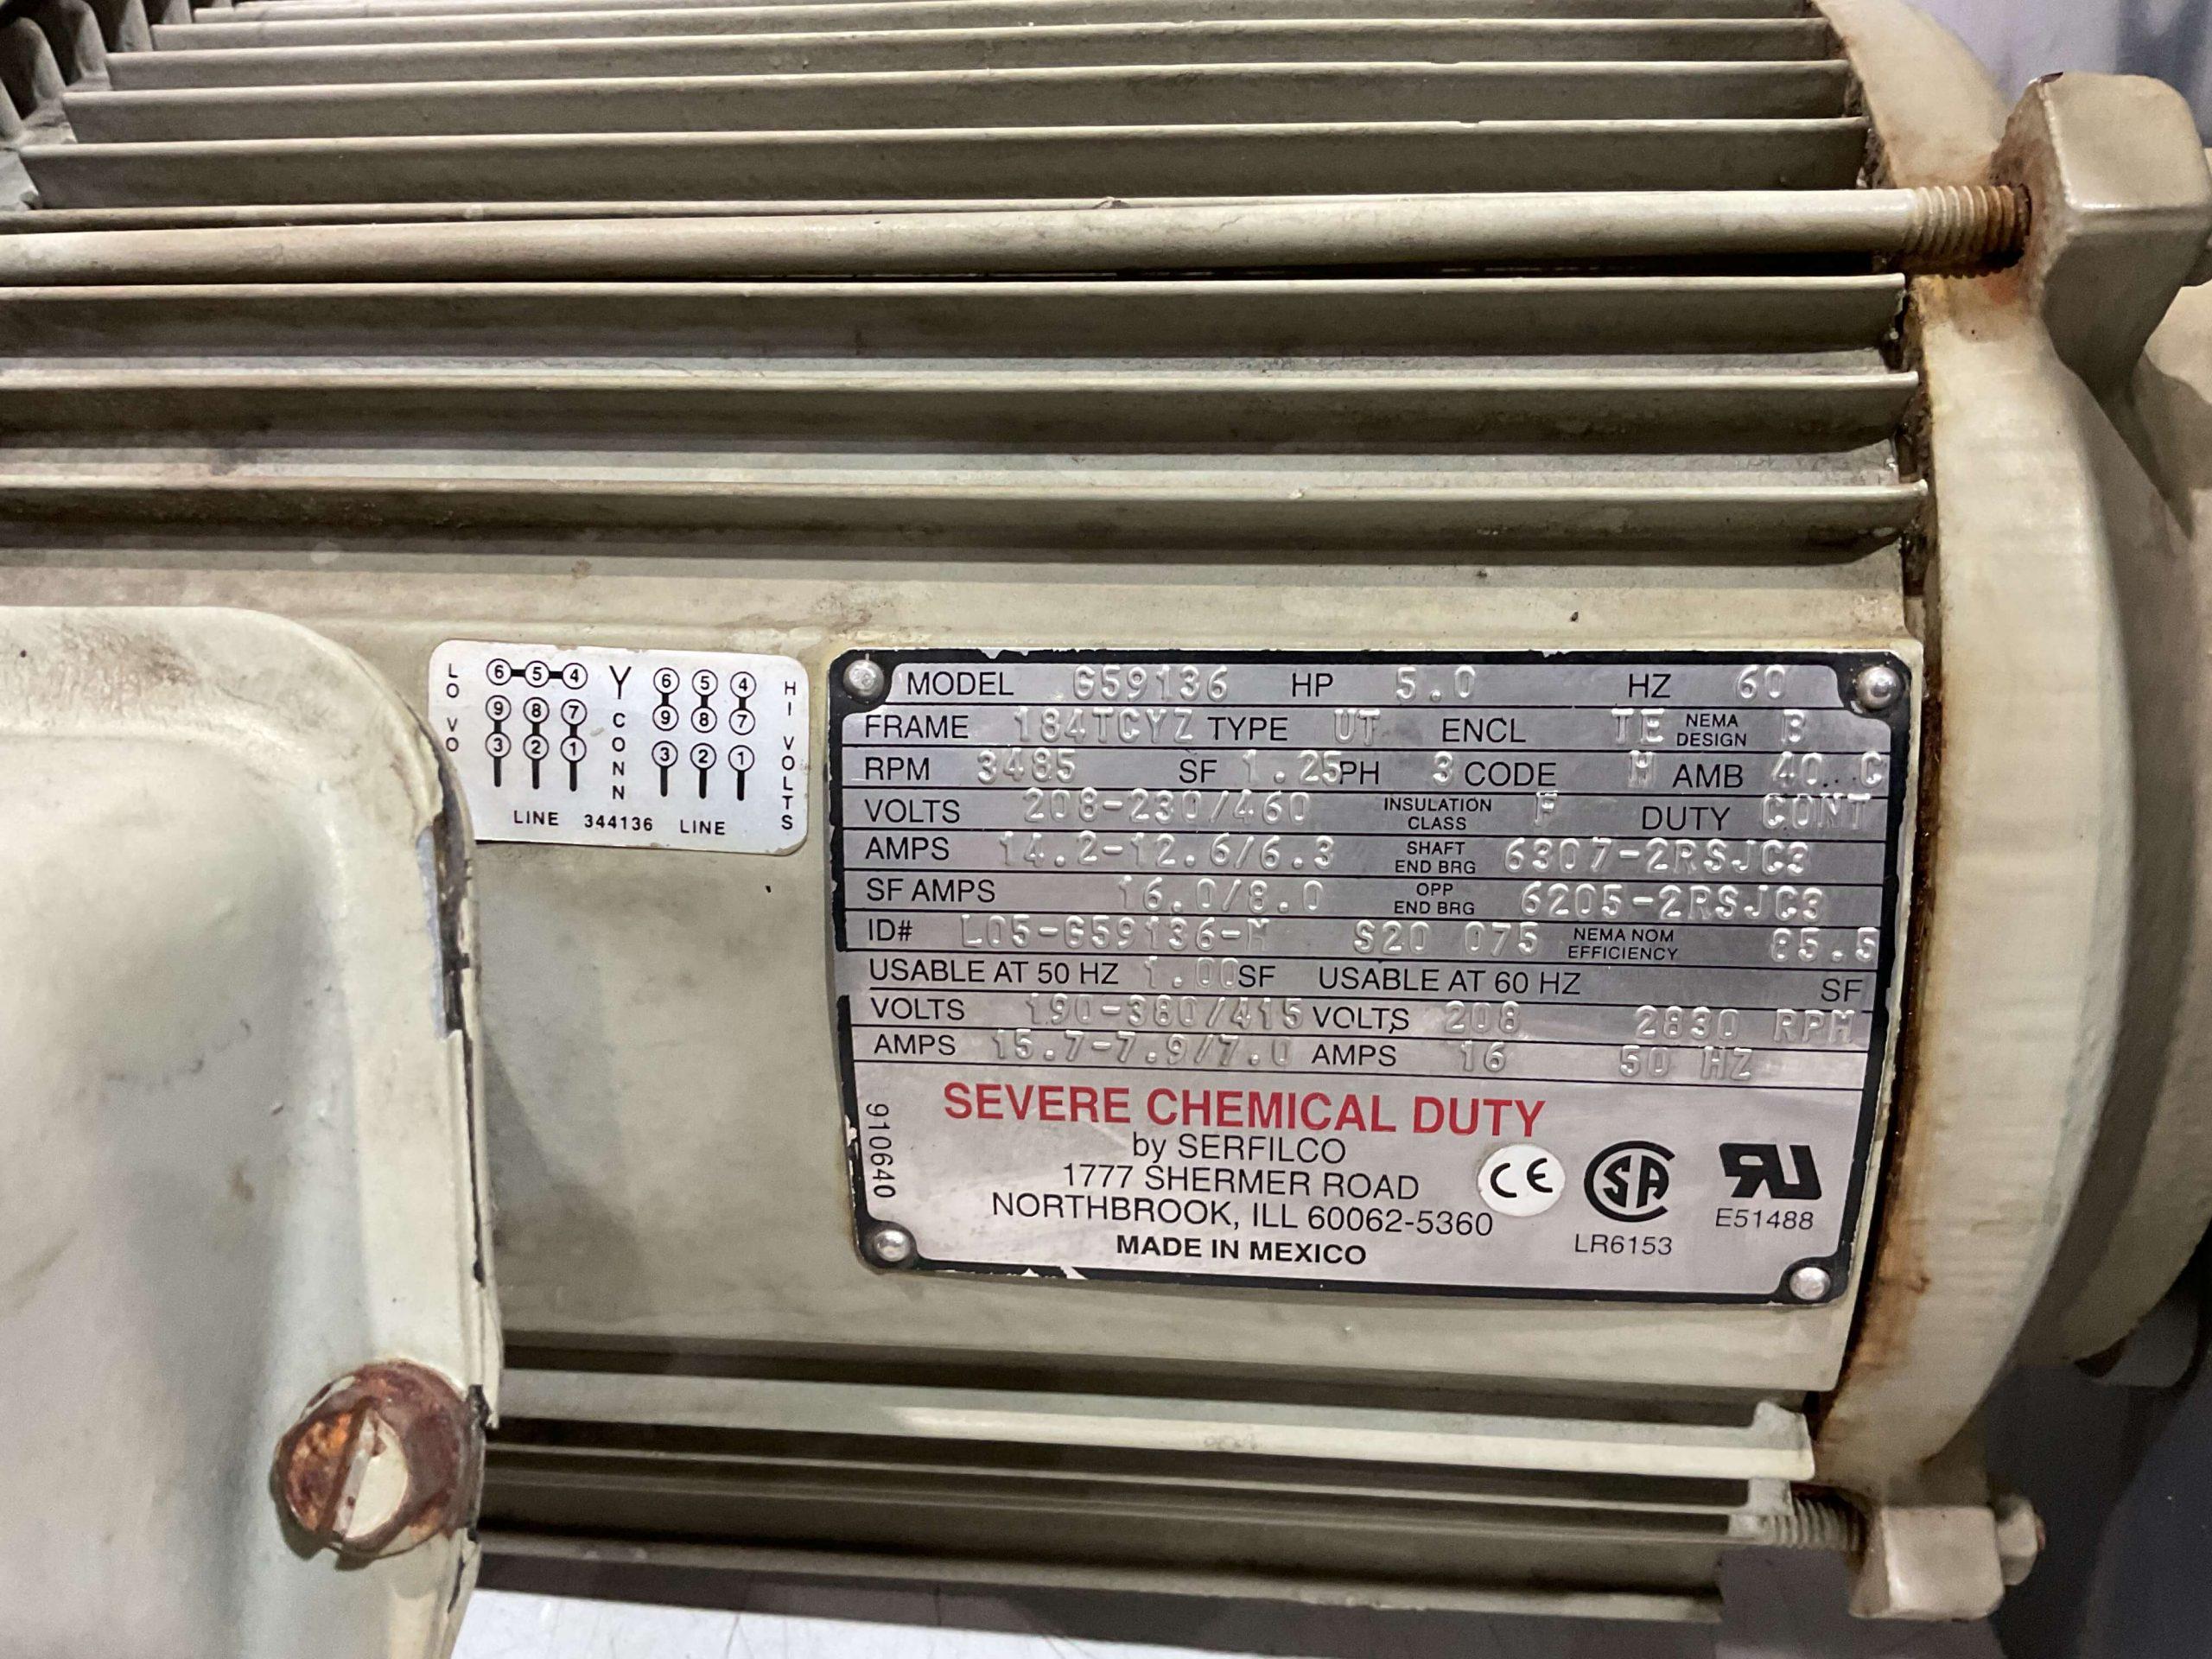 LO VO
6 5 4 Y 6 5 4
9 8 7 CONN 9 8 7
3 2 1 3 2 1
HI VOLTS
LINE 344136 LINE
MODEL G59136 HP 5.0 HZ 60
FRAME 184TCYZ TYPE UT ENCL TE NEMA DESIGN B
RPM 3485 SF 1.25 PH 3 CODE AMB 40 C
VOLTS 208-230/460 INSULATION CLASS F DUTY CONT
AMPS 14.2-12.6/6.3 SHAFT END BRG 6307-2RSJC3
SF AMPS 16.0/8.0 OPP END BRG 6205-2RSJC3
ID# L05-G59136-M S20 075 NEMA NOM EFFICIENCY 85.5
USABLE AT 50 HZ 1.00 SF USABLE AT 60 HZ SF
VOLTS 190-380/415 VOLTS 208 2830 RPM
AMPS 15.7-7.9/7.0 AMPS 16 50 HZ
SEVERE CHEMICAL DUTY
by SERFILCO
1777 SHERMER ROAD
NORTHBROOK, ILL 60062-5360
MADE IN MEXICO
910640
CE
SA
LR6153
RU
E51488